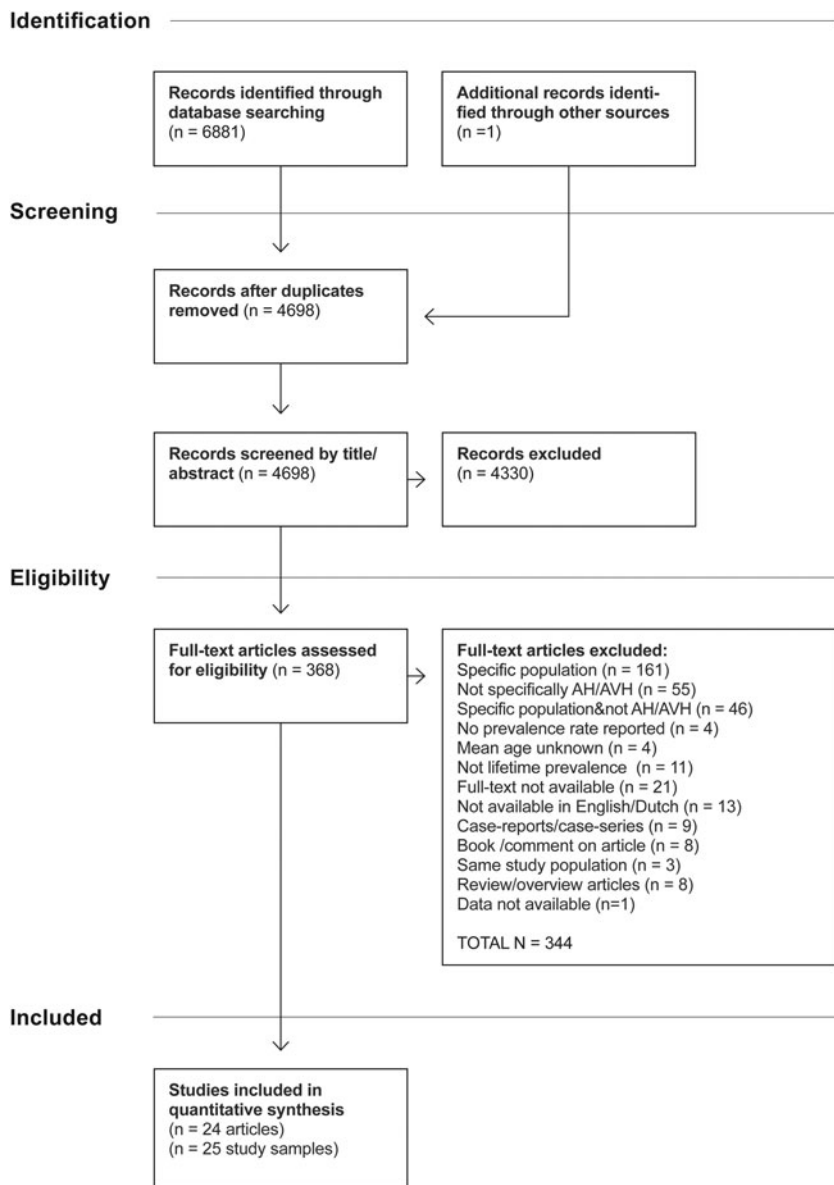 Identification
Records identified through
database searching
(n = 6881)
Additional records identi-
fied through other sources
(n =1)
Screening
Records after duplicates
removed (n = 4698)
Records screened by title/
abstract (n = 4698)
Records excluded
(n = 4330)
Eligibility
Full-text articles assessed
for eligibility (n = 368)
Full-text articles excluded:
Specific population (n = 161)
Not specifically AH/AVH (n = 55)
Specific population&not AH/AVH (n = 46)
No prevalence rate reported (n = 4)
Mean age unknown (n = 4)
Not lifetime prevalence (n = 11)
Full-text not available (n = 21)
Not available in English/Dutch (n = 13)
Case-reports/case-series (n = 9)
Book /comment on article (n = 8)
Same study population (n = 3)
Review/overview articles (n = 8)
Data not available (n=1)
TOTAL N = 344
Included
Studies included in
quantitative synthesis
(n = 24 articles)
(n = 25 study samples)